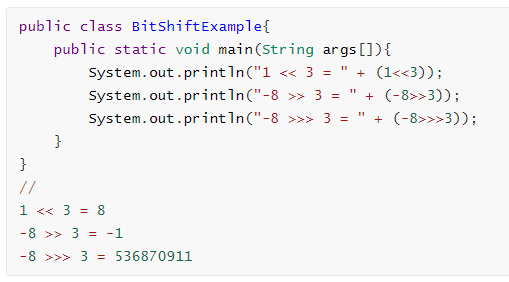 public class BitShiftExample{
    public static void main(String args[]){
        System.out.println("1 << 3 = " + (1<<3));
        System.out.println("-8 >> 3 = " + (-8>>3));
        System.out.println("-8 >>> 3 = " + (-8>>>3));
    }
}
//
1 << 3 = 8
-8 >> 3 = -1
-8 >>> 3 = 536870911